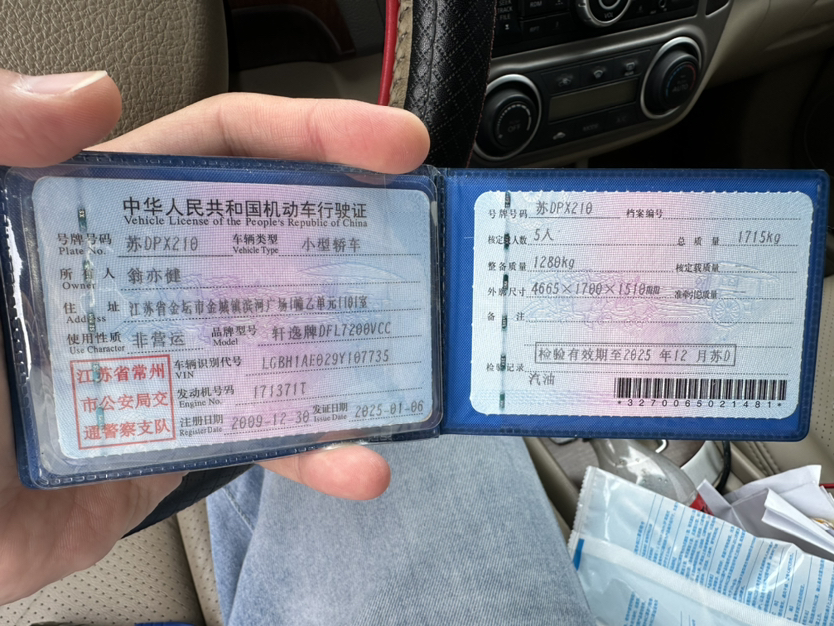 中华人民共和国机动车行驶证
Vehicle License of the People's Republic of China
号牌号码 Plate No. 苏DPX210 车辆类型 Vehicle Type 小型轿车
所有人 Owner 翁亦健
住址 Address 江苏省金坛市金城镇滨河广场1幢乙单元1101室
使用性质 Use Character 非营运 品牌型号 Model 轩逸牌DFL7200VCC
江苏省常州
市公安局交
通警察支队
车辆识别代号 VIN LGBH1AE029Y107735
发动机号码 Engine No. 171371T
注册日期 Register Date 2009-12-30 发证日期 Issue Date 2025-01-06
号牌号码 苏DPX210 档案编号
核定载人数 5人 总质量 1715kg
整备质量 1280kg 核定载质量
外廓尺寸 4665×1700×1510 准牵引总质量
备注
检验记录 检验有效期至2025 年12 月苏D
汽油
*3270065021481*
OFF